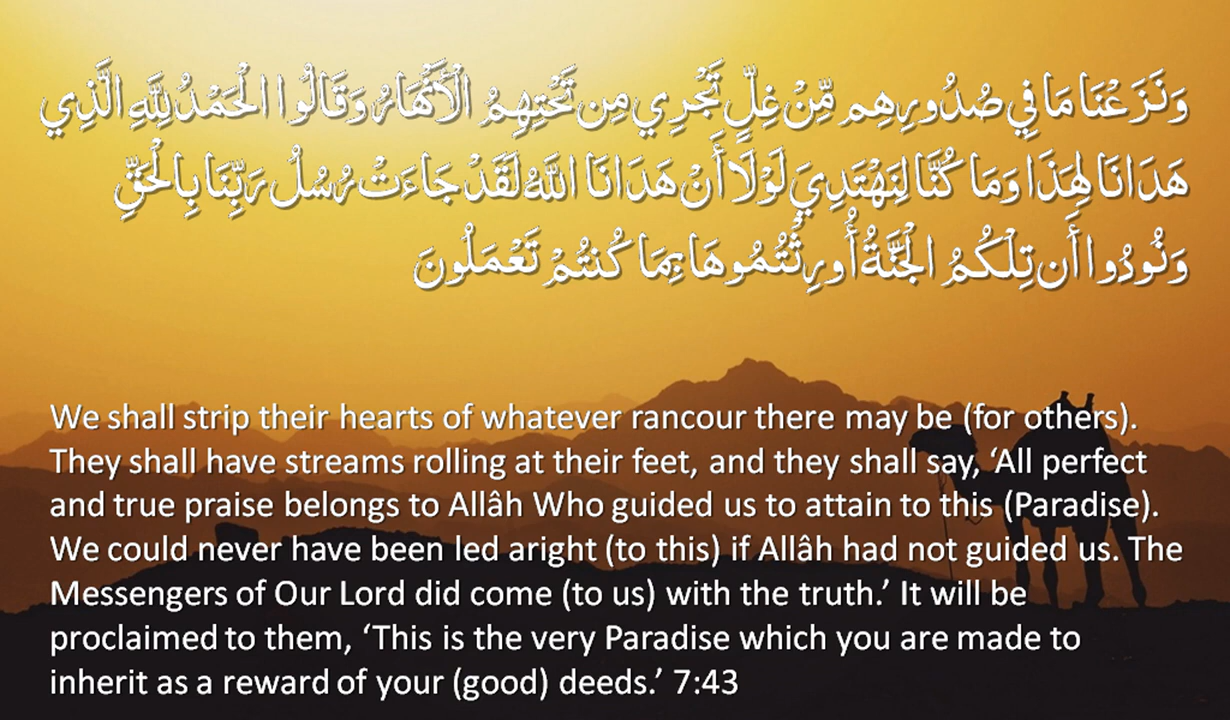 وَنَزَعْنَا مَا فِي صُدُورِهِم مِّنْ غِلٍّ تَجْرِي مِن تَحْتِهِمُ الْأَنْهَارُ وَقَالُوا الْحَمْدُ لِلَّهِ الَّذِي
هَدَانَا لِهَٰذَا وَمَا كُنَّا لِنَهْتَدِيَ لَوْلَا أَنْ هَدَانَا اللَّهُ لَقَدْ جَاءَتْ رُسُلُ رَبِّنَا بِالْحَقِّ
وَنُودُوا أَن تِلْكُمُ الْجَنَّةُ أُورِثْتُمُوهَا بِمَا كُنتُمْ تَعْمَلُونَ
We shall strip their hearts of whatever rancour there may be (for others).
They shall have streams rolling at their feet, and they shall say, ‘All perfect
and true praise belongs to Allâh Who guided us to attain to this (Paradise).
We could never have been led aright (to this) if Allâh had not guided us. The
Messengers of Our Lord did come (to us) with the truth.’ It will be
proclaimed to them, ‘This is the very Paradise which you are made to
inherit as a reward of your (good) deeds.’ 7:43